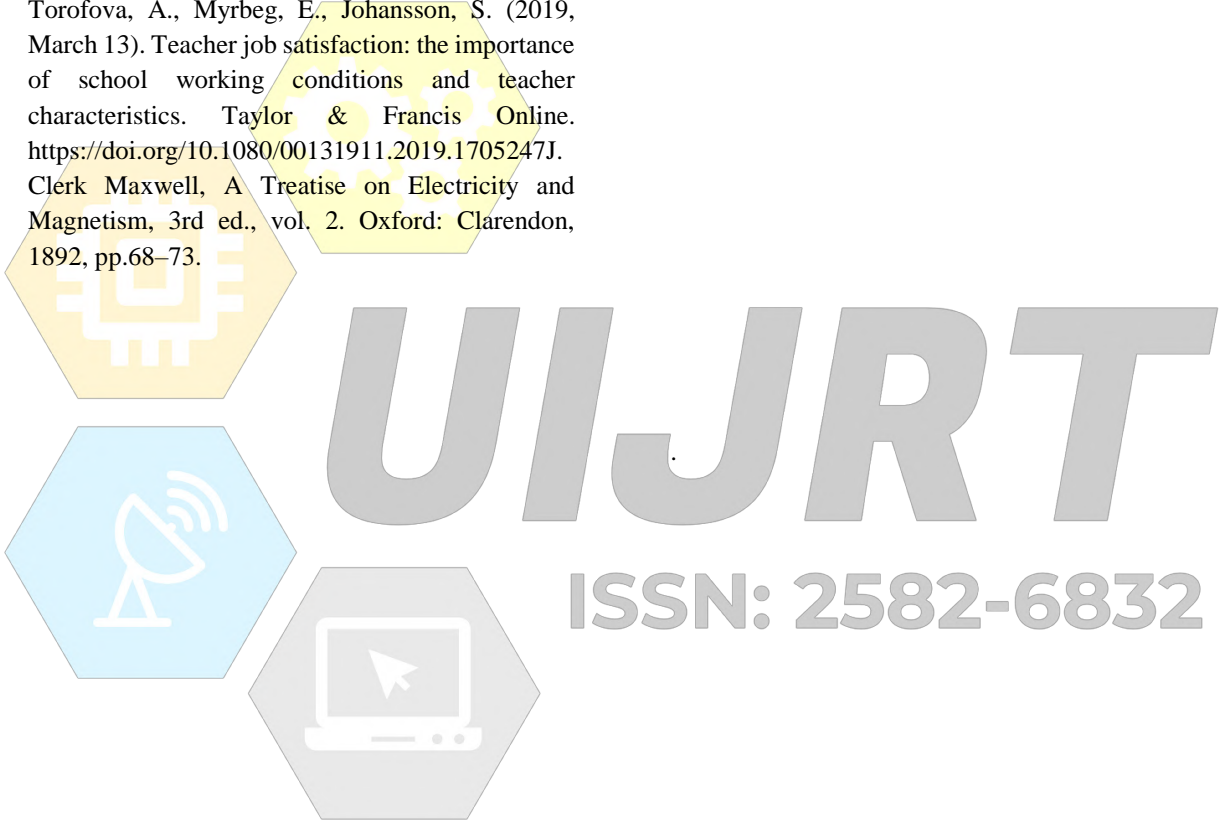 Torofova, A., Myrbeg, E., Johansson, S. (2019,
March 13). Teacher job satisfaction: the importance
of school working conditions and teacher
characteristics. Taylor & Francis Online.
https://doi.org/10.1080/00131911.2019.1705247J.
Clerk Maxwell, A Treatise on Electricity and
Magnetism, 3rd ed., vol. 2. Oxford: Clarendon,
1892, pp.68–73.
UIJRT
.
ISSN: 2582-6832